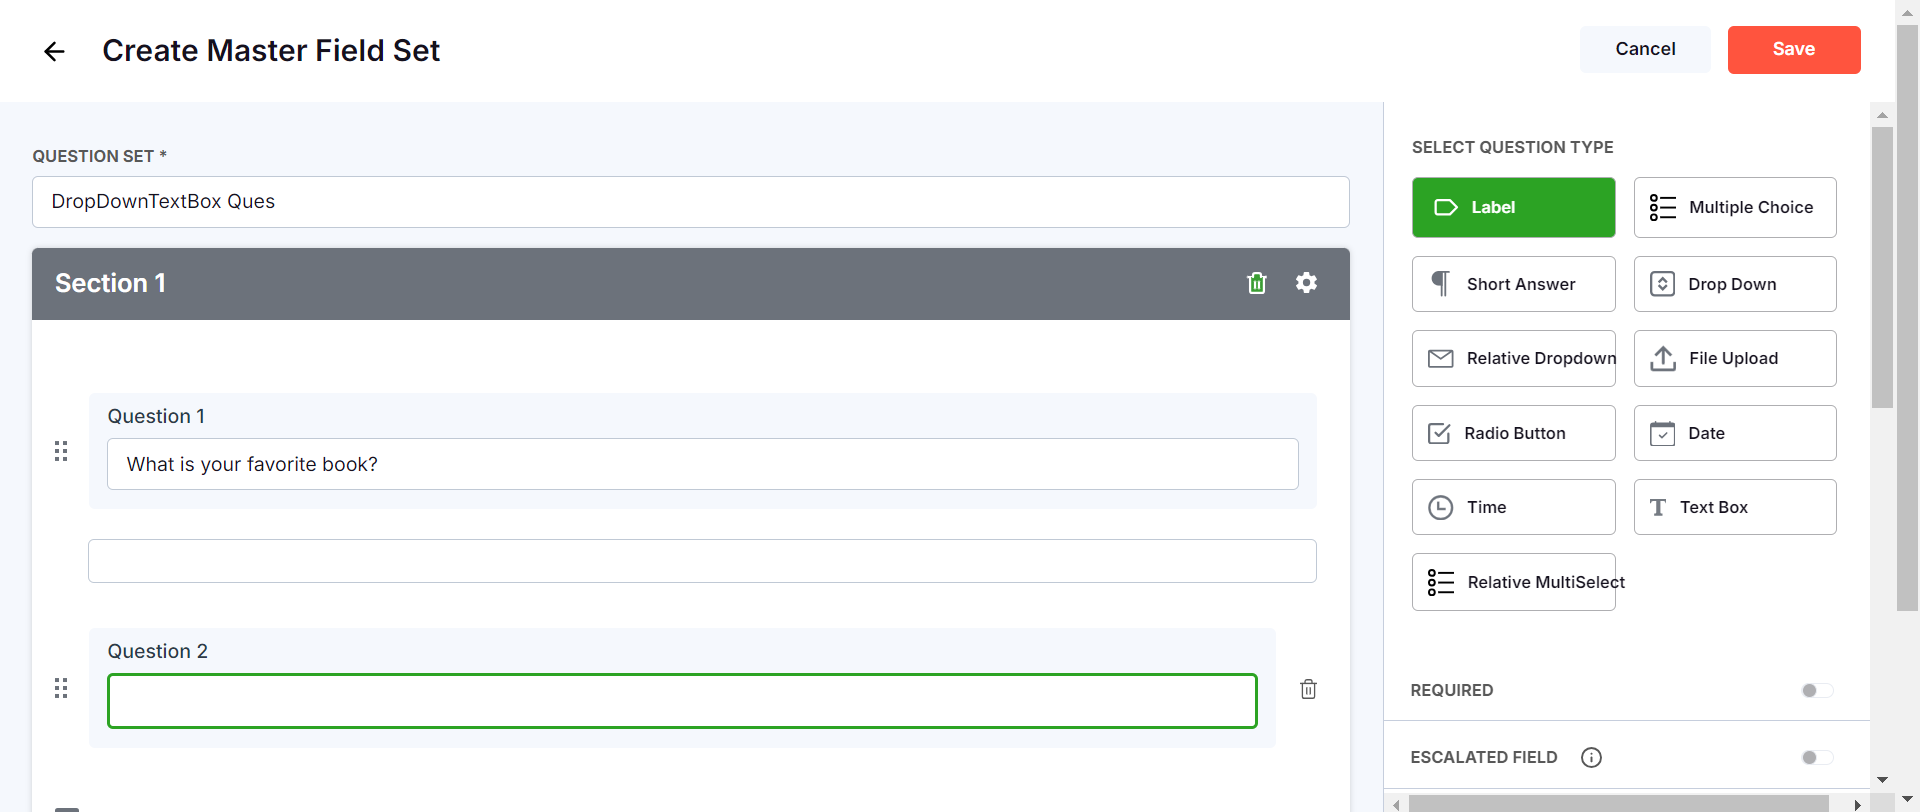 Create Master Field Set
Cancel
Save
QUESTION SET *
DropDownTextBox Ques
Section 1
Question 1
What is your favorite book?
Question 2
SELECT QUESTION TYPE
Label
Multiple Choice
Short Answer
Drop Down
Relative Dropdown
File Upload
Radio Button
Date
Time
Text Box
Relative MultiSelect
REQUIRED
ESCALATED FIELD